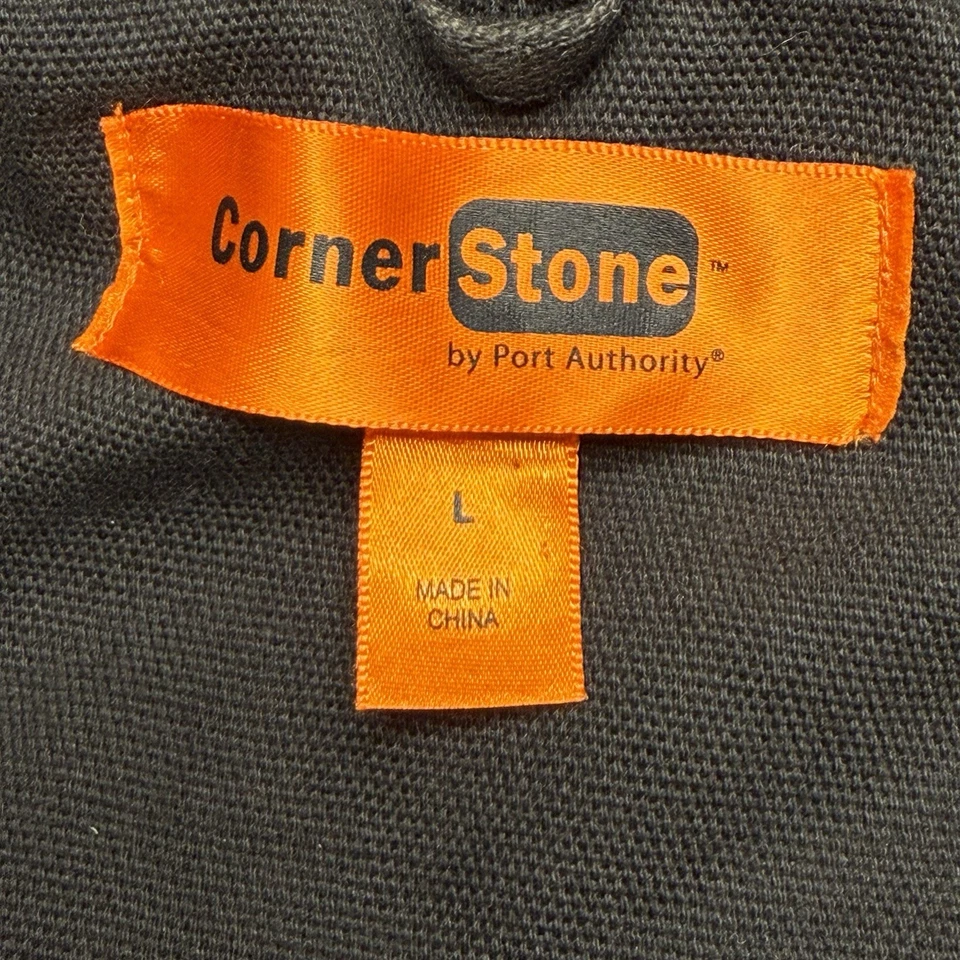 CornerStone™
by Port Authority®
L
MADE IN
CHINA